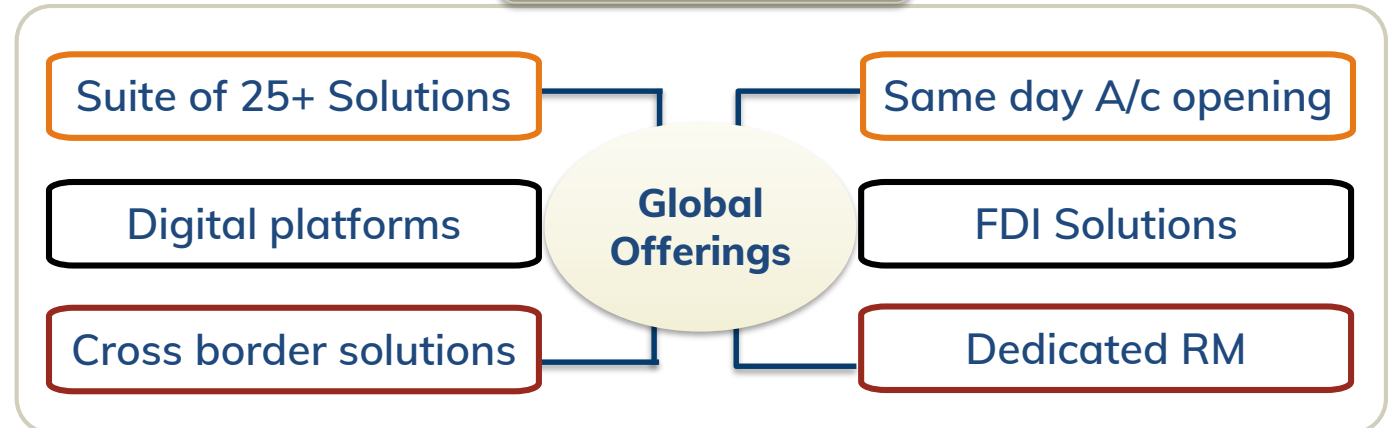 Suite of 25+ Solutions
Same day A/c opening
Digital platforms
Global
Offerings
FDI Solutions
Cross border solutions
Dedicated RM